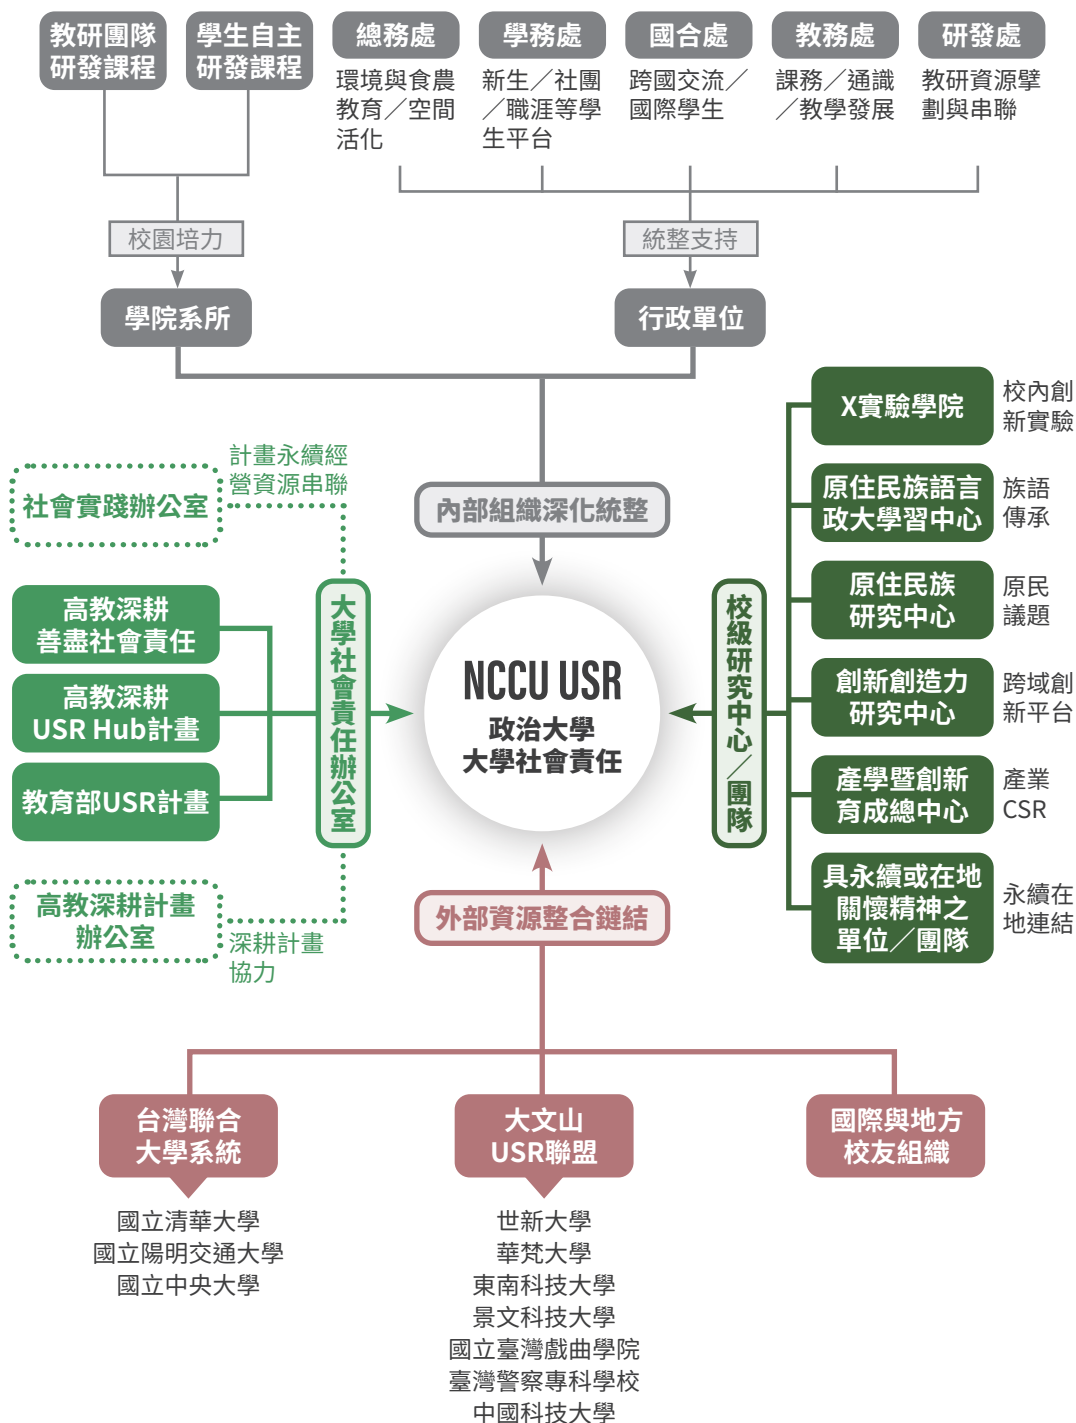 教研團隊
研發課程
學生自主
研發課程
總務處
環境與食農
教育／空間
活化
學務處
新生／社團
／職涯等學
生平台
國合處
跨國交流／
國際學生
教務處
課務／通識
／教學發展
研發處
教研資源擘
劃與串聯
校園培力
統整支持
學院系所
行政單位
內部組織深化統整
計畫永續經
營資源串聯
社會實踐辦公室
高教深耕
善盡社會責任
高教深耕
USR Hub計畫
教育部USR計畫
高教深耕計畫
辦公室
深耕計畫
協力
大學社會責任辦公室
NCCU USR
政治大學
大學社會責任
校級研究中心／團隊
X實驗學院
校內創
新實驗
原住民族語言
政大學習中心
族語
傳承
原住民族
研究中心
原民
議題
創新創造力
研究中心
跨域創
新平台
產學暨創新
育成總中心
產業
CSR
具永續或在地
關懷精神之
單位／團隊
永續在
地連結
外部資源整合鏈結
台灣聯合
大學系統
國立清華大學
國立陽明交通大學
國立中央大學
大文山
USR聯盟
世新大學
華梵大學
東南科技大學
景文科技大學
國立臺灣戲曲學院
臺灣警察專科學校
中國科技大學
國際與地方
校友組織